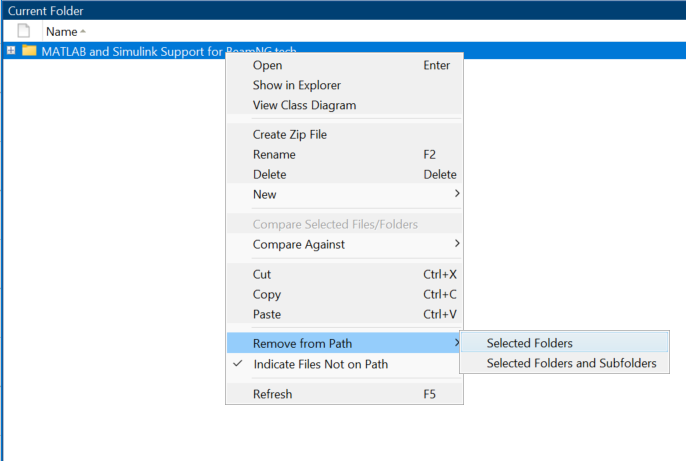 Current Folder
Name
MATLAB and Simulink Support for BeamNG.tech
Open Enter
Show in Explorer
View Class Diagram
Create Zip File
Rename F2
Delete Delete
New
Compare Selected Files/Folders
Compare Against
Cut Ctrl+X
Copy Ctrl+C
Paste Ctrl+V
Remove from Path
Selected Folders
Selected Folders and Subfolders
Indicate Files Not on Path
Refresh F5